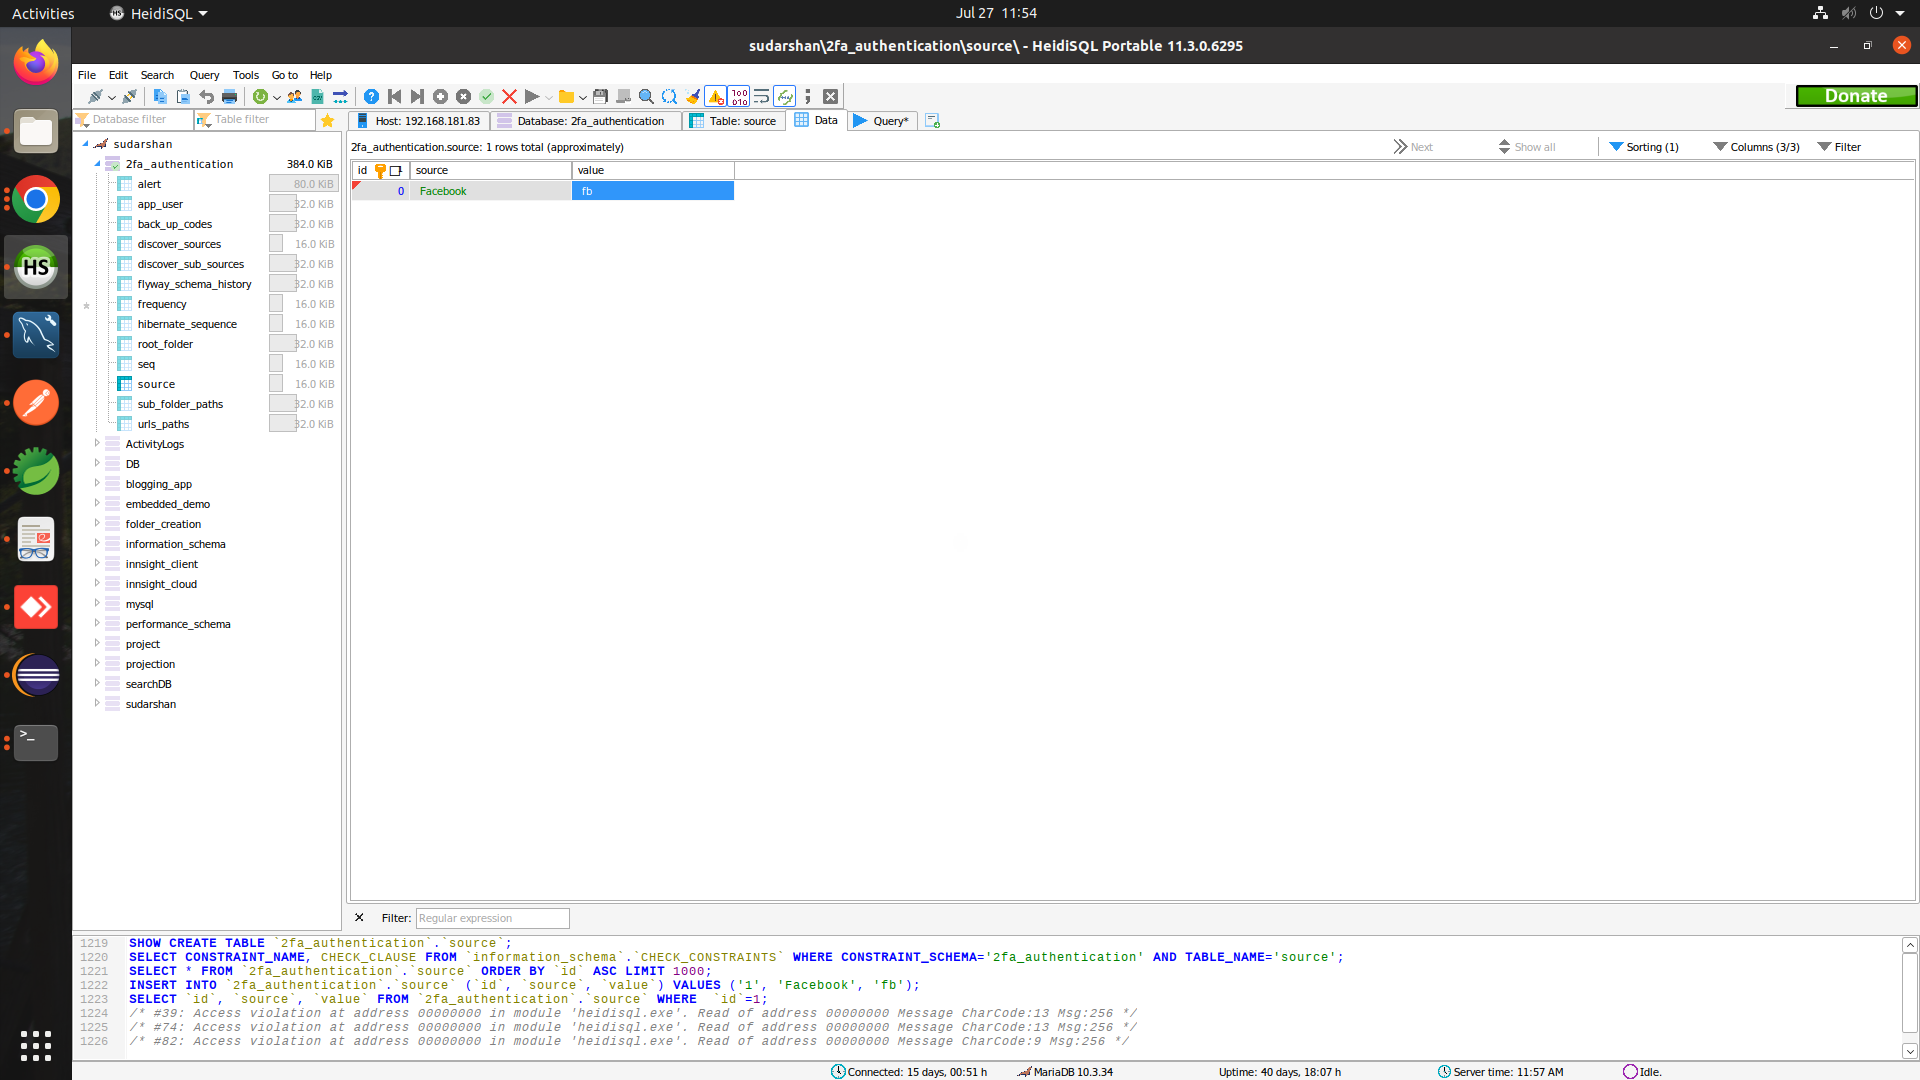 Activities
HeidiSQL
Jul 27 11:54
sudarshan\2fa_authentication\source\ - HeidiSQL Portable 11.3.0.6295
File Edit Search Query Tools Go to Help
Donate
Database filter
Table filter
Host: 192.168.181.83
Database: 2fa_authentication
Table: source
Data
Query*
sudarshan
2fa_authentication 384.0 KiB
alert 80.0 KiB
app_user 32.0 KiB
back_up_codes 32.0 KiB
discover_sources 16.0 KiB
discover_sub_sources 32.0 KiB
flyway_schema_history 32.0 KiB
frequency 16.0 KiB
hibernate_sequence 16.0 KiB
root_folder 32.0 KiB
seq 16.0 KiB
source 16.0 KiB
sub_folder_paths 32.0 KiB
urls_paths 32.0 KiB
ActivityLogs
DB
blogging_app
embedded_demo
folder_creation
information_schema
innsight_client
innsight_cloud
mysql
performance_schema
project
projection
searchDB
sudarshan
2fa_authentication.source: 1 rows total (approximately)
Next
Show all
Sorting (1)
Columns (3/3)
Filter
id 1 source value
0 Facebook fb
HS
Filter: Regular expression
1219 SHOW CREATE TABLE `2fa_authentication`.`source`;
1220 SELECT CONSTRAINT_NAME, CHECK_CLAUSE FROM `information_schema`.`CHECK_CONSTRAINTS` WHERE CONSTRAINT_SCHEMA='2fa_authentication' AND TABLE_NAME='source';
1221 SELECT * FROM `2fa_authentication`.`source` ORDER BY `id` ASC LIMIT 1000;
1222 INSERT INTO `2fa_authentication`.`source` (`id`, `source`, `value`) VALUES ('1', 'Facebook', 'fb');
1223 SELECT `id`, `source`, `value` FROM `2fa_authentication`.`source` WHERE  `id`=1;
1224 /* #39: Access violation at address 00000000 in module 'heidisql.exe'. Read of address 00000000 Message CharCode:13 Msg:256 */
1225 /* #74: Access violation at address 00000000 in module 'heidisql.exe'. Read of address 00000000 Message CharCode:13 Msg:256 */
1226 /* #82: Access violation at address 00000000 in module 'heidisql.exe'. Read of address 00000000 Message CharCode:9 Msg:256 */
Connected: 15 days, 00:51 h
MariaDB 10.3.34
Uptime: 40 days, 18:07 h
Server time: 11:57 AM
Idle.